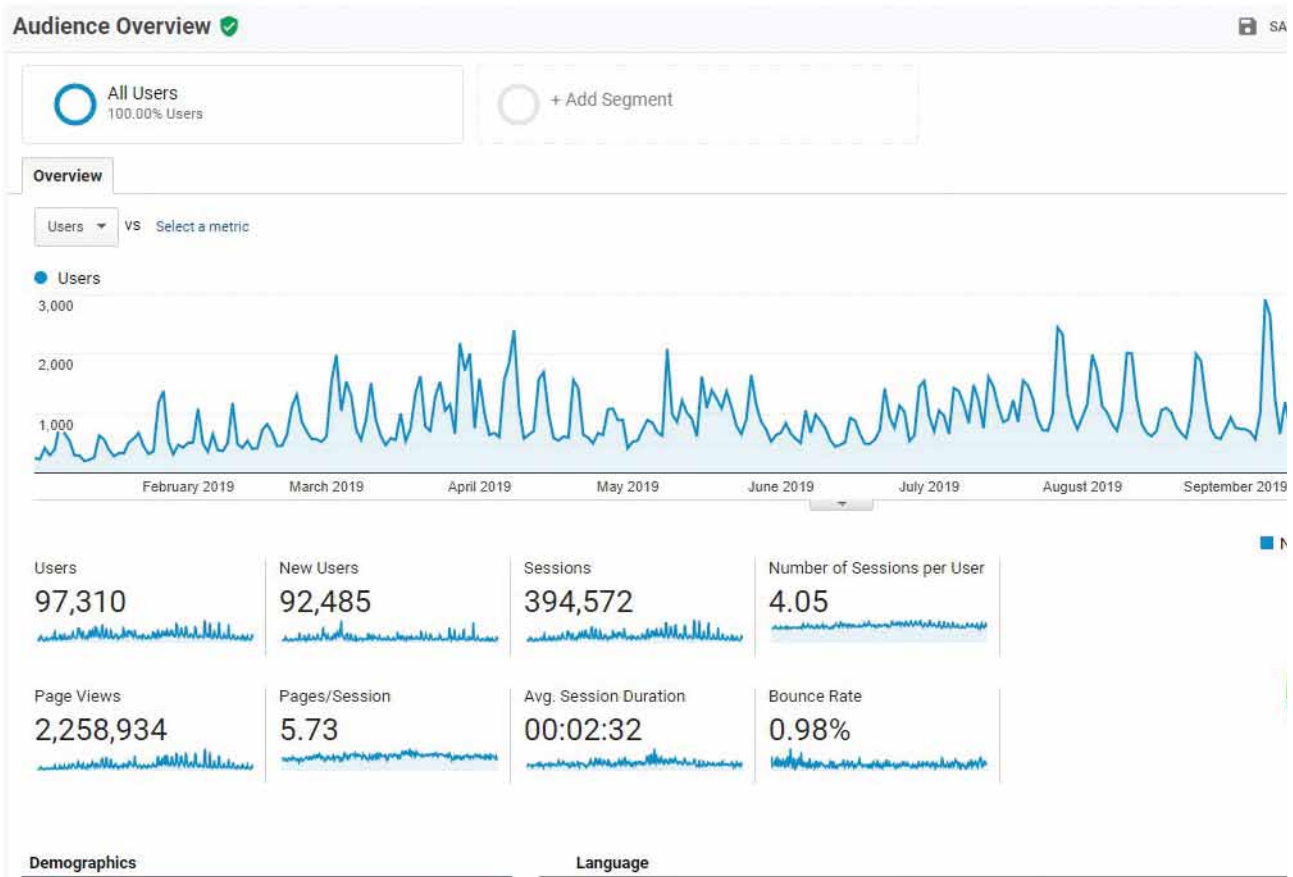 Audience Overview
SA
All Users
100.00% Users
+ Add Segment
Overview
Users VS Select a metric
Users
3,000
2,000
1,000
February 2019 March 2019 April 2019 May 2019 June 2019 July 2019 August 2019 September 2019
N
Users New Users Sessions Number of Sessions per User
97,310 92,485 394,572 4.05
Page Views Pages/Session Avg. Session Duration Bounce Rate
2,258,934 5.73 00:02:32 0.98%
Demographics Language